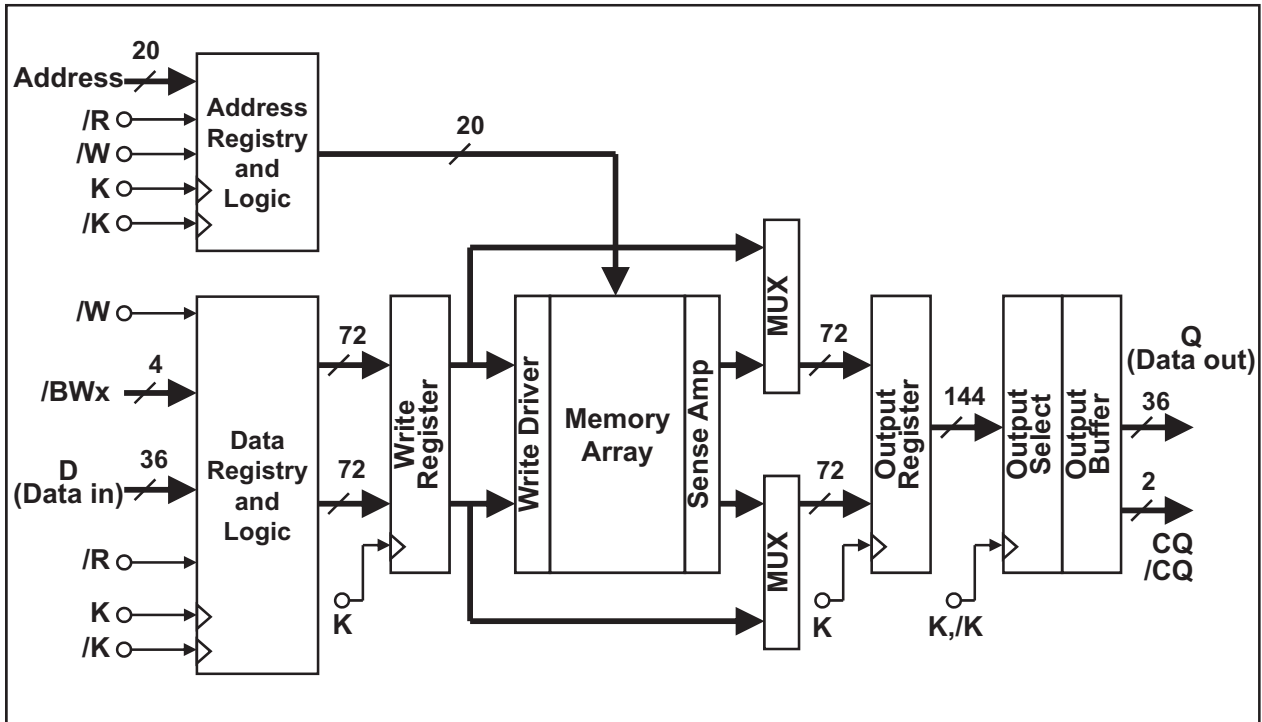 20
Address
/R
/W
K
/K
Address
Registry
and
Logic
20
/W
/BWx
4
D
(Data in)
36
/R
K
/K
Data
Registry
and
Logic
72
72
Write
Register
K
Write Driver
Memory
Array
Sense Amp
MUX
MUX
72
72
Output
Register
K
144
Output
Select
K,/K
Output
Buffer
Q
(Data out)
36
2
CQ
/CQ